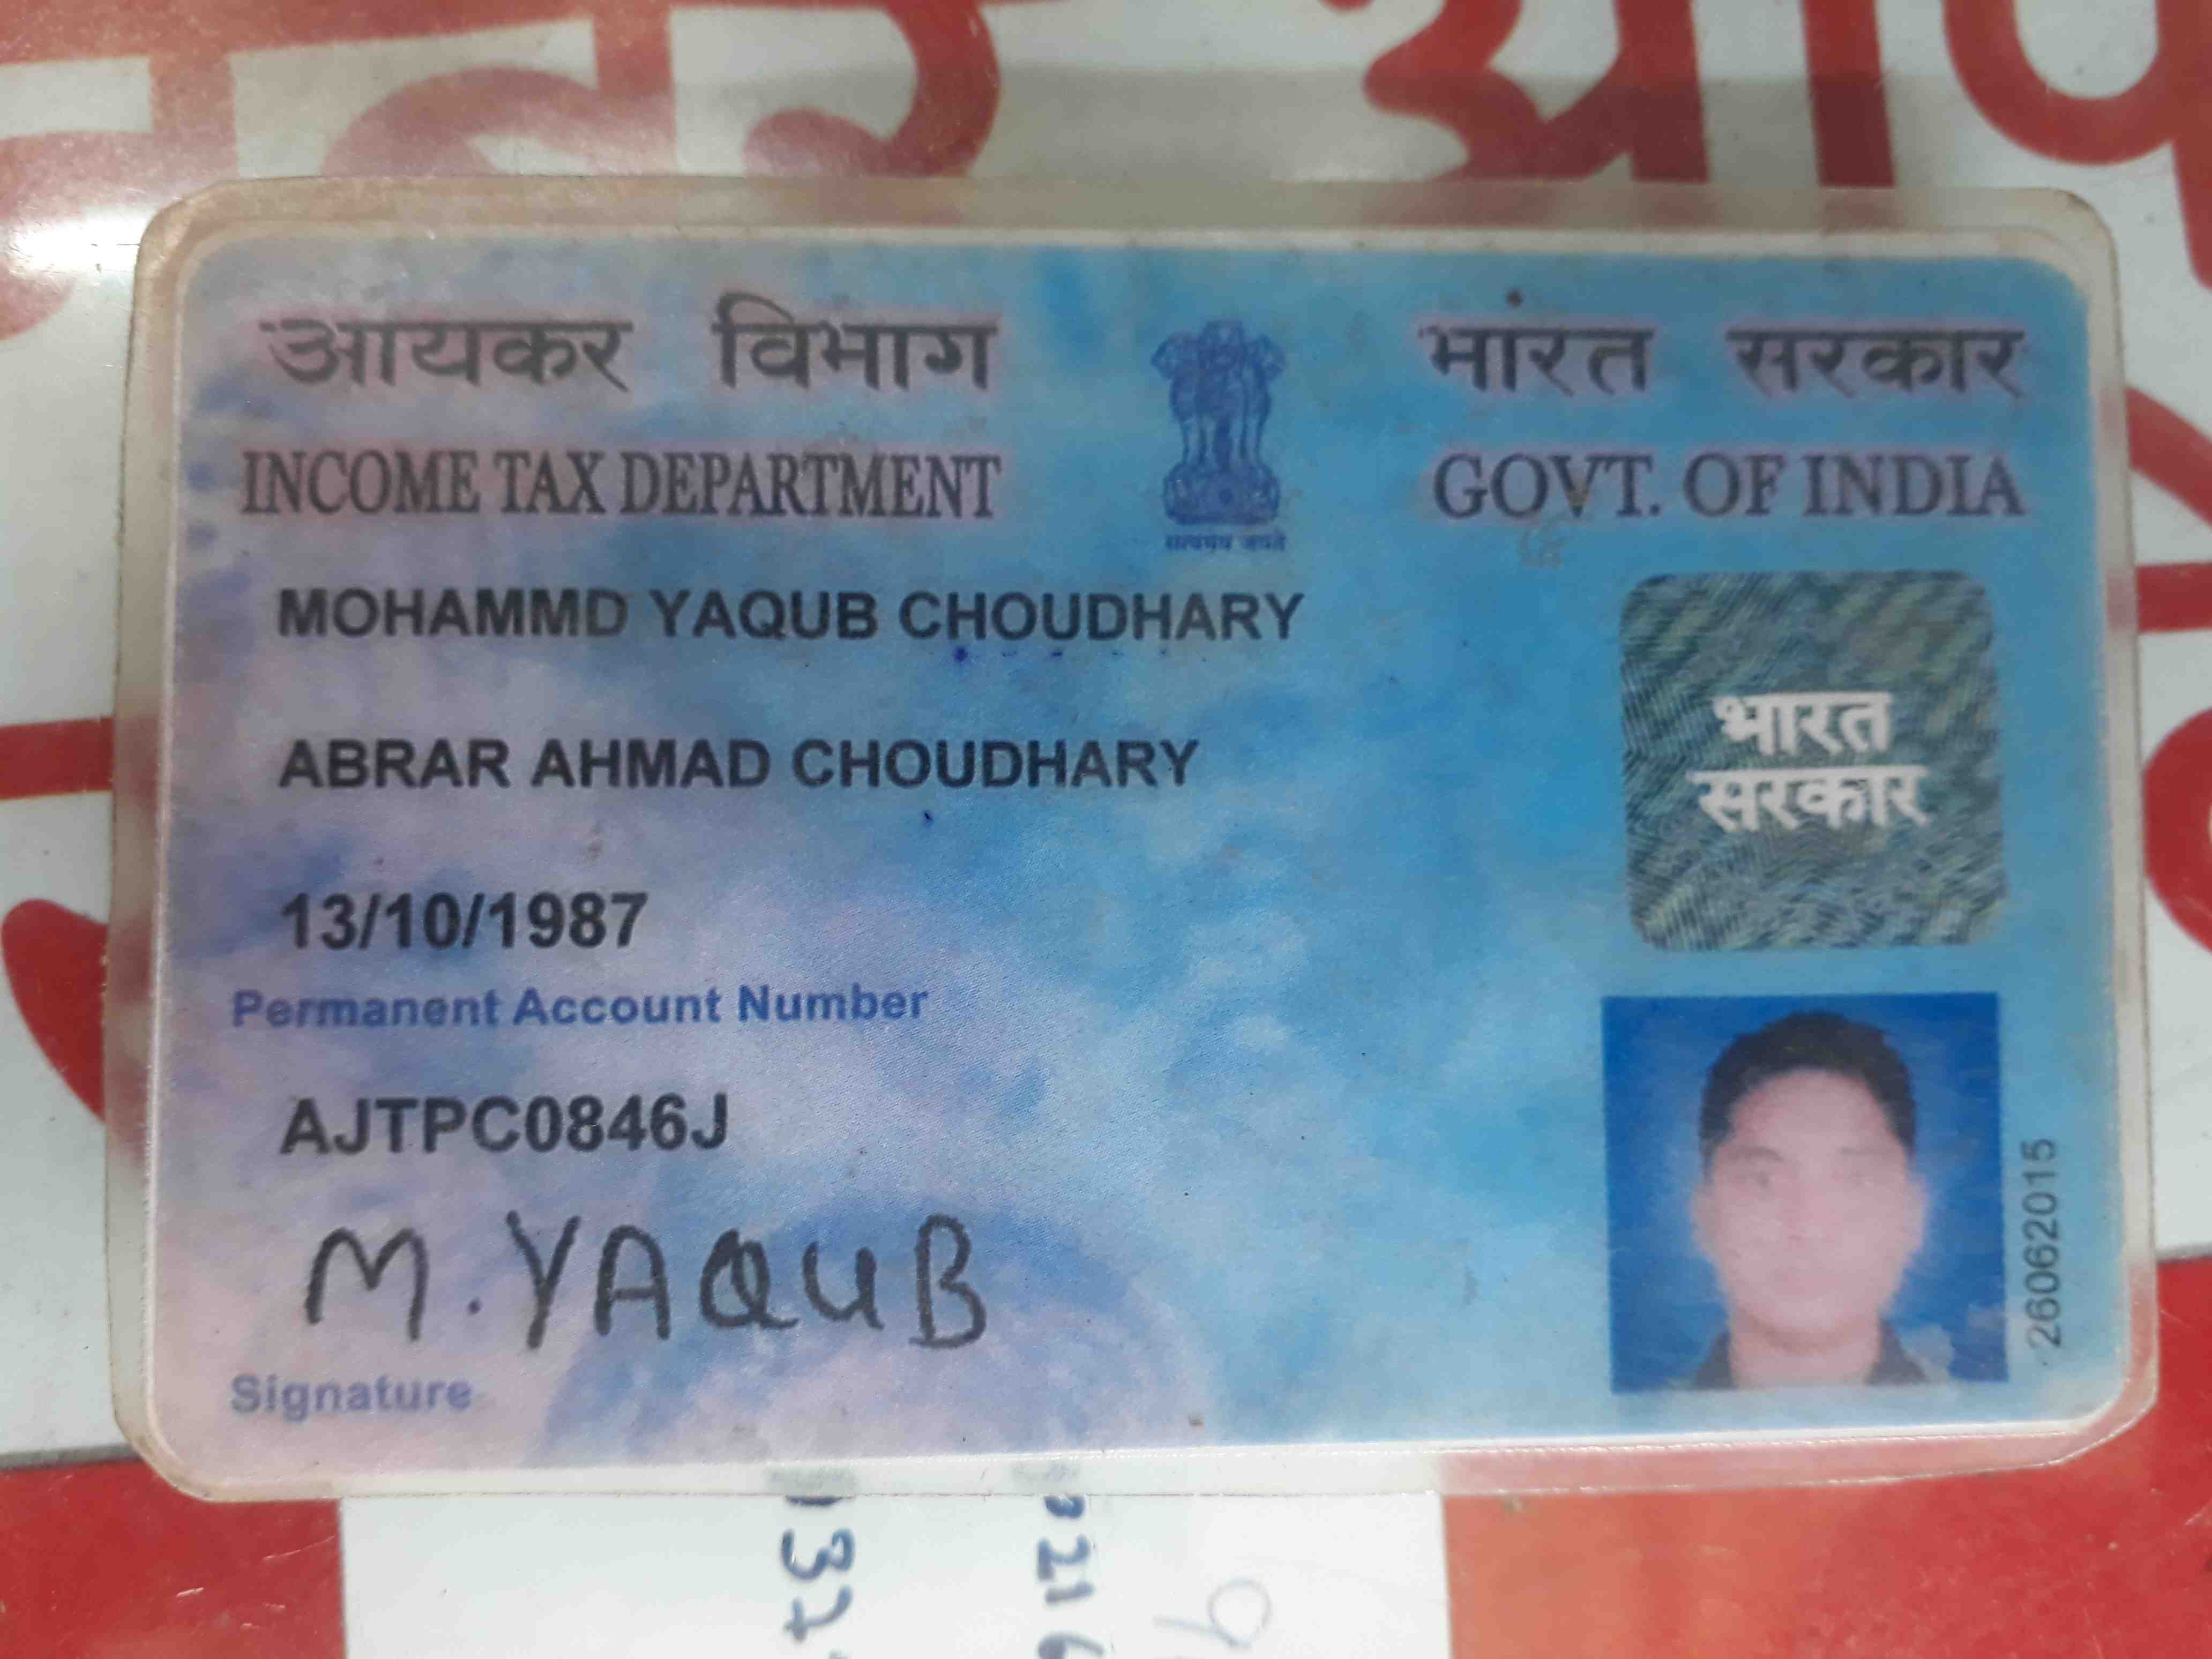 आयकर विभाग
भारत सरकार
INCOME TAX DEPARTMENT
GOVT. OF INDIA
सत्यमेव जयते
MOHAMMD YAQUB CHOUDHARY
ABRAR AHMAD CHOUDHARY
भारत
सरकार
13/10/1987
Permanent Account Number
AJTPC0846J
M. YAQUB
Signature
26062015